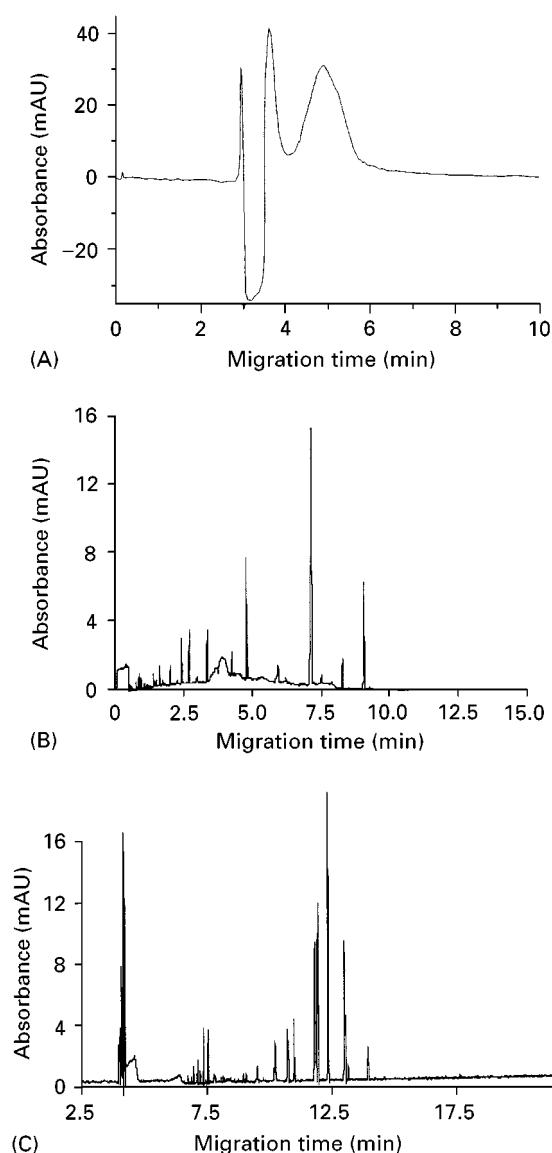 40
20
0
−20
Absorbance (mAU)
0 2 4 6 8 10
(A) Migration time (min)
16
12
8
4
0
Absorbance (mAU)
0 2.5 5.0 7.5 10.0 12.5 15.0
(B) Migration time (min)
16
12
8
4
0
Absorbance (mAU)
2.5 7.5 12.5 17.5
(C) Migration time (min)